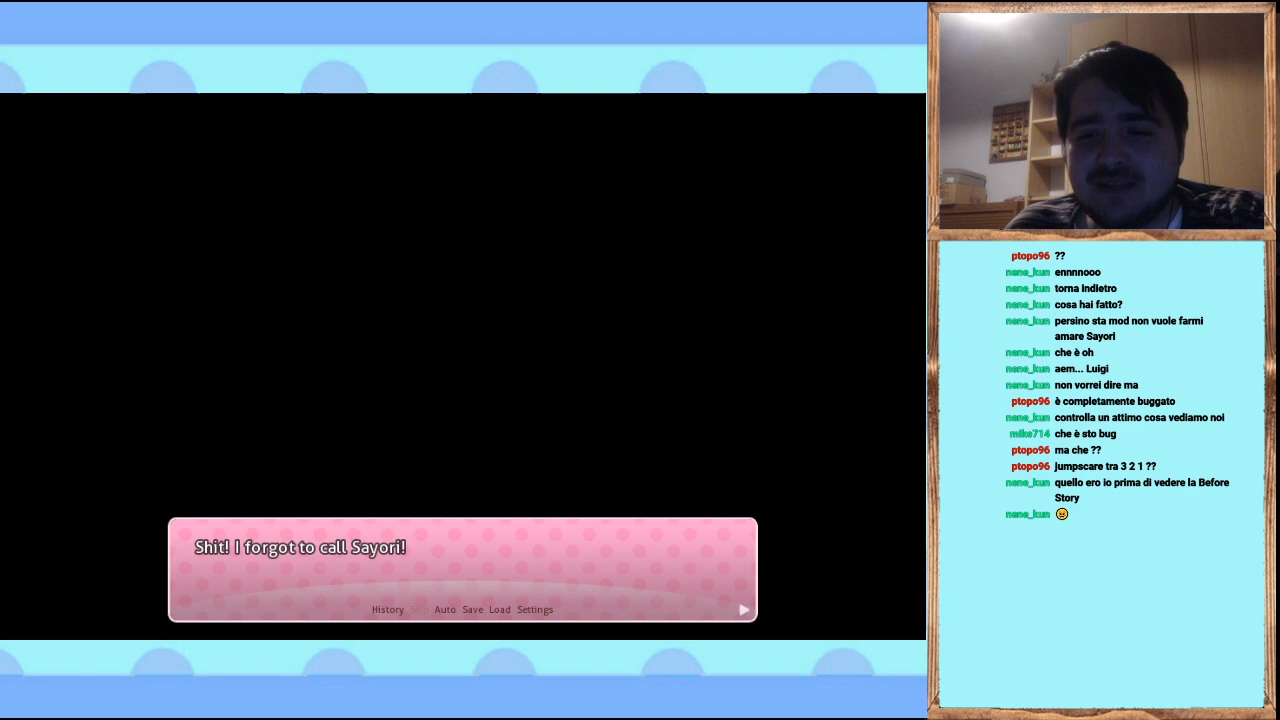 Shit! I forgot to call Sayori!
History Skip Auto Save Load Settings
ptopo96 ??
nene_kun ennnnooo
nene_kun torna indietro
nene_kun cosa hai fatto?
nene_kun persino sta mod non vuole farmi
amare Sayori
nene_kun che è oh
nene_kun aem... Luigi
nene_kun non vorrei dire ma
ptopo96 è completamente buggato
nene_kun controlla un attimo cosa vediamo noi
mike714 che è sto bug
ptopo96 ma che ??
ptopo96 jumpscare tra 3 2 1 ??
nene_kun quello ero io prima di vedere la Before
Story
nene_kun